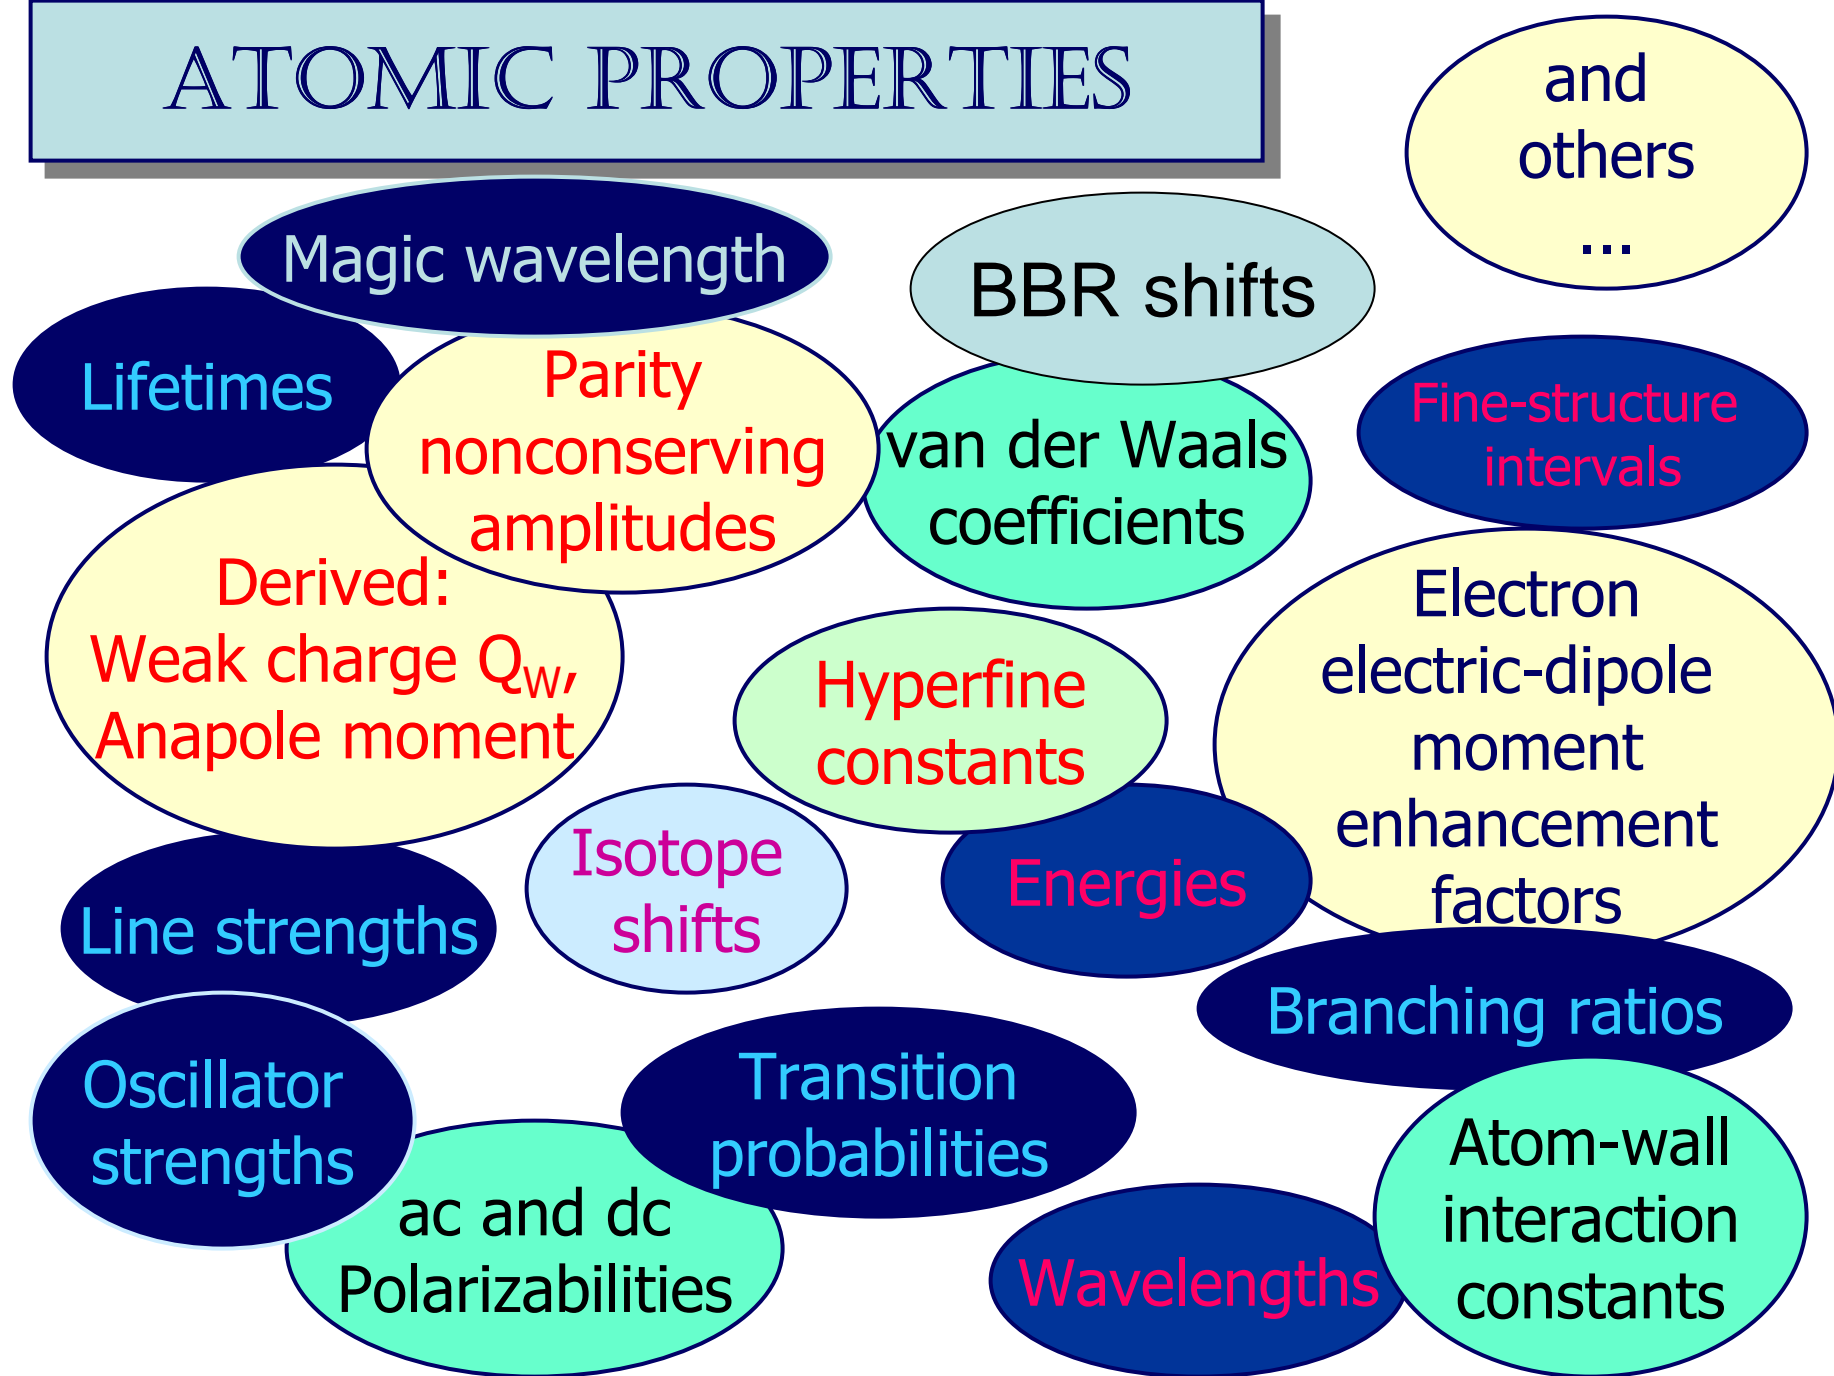 ATOMIC PROPERTIES
and
others
...
Magic wavelength
BBR shifts
Lifetimes
Parity
nonconserving
amplitudes
van der Waals
coefficients
Fine-structure
intervals
Derived:
Weak charge QW,
Anapole moment
Electron
electric-dipole
moment
enhancement
factors
Hyperfine
constants
Isotope
shifts
Energies
Line strengths
Branching ratios
Oscillator
strengths
Transition
probabilities
ac and dc
Polarizabilities
Wavelengths
Atom-wall
interaction
constants